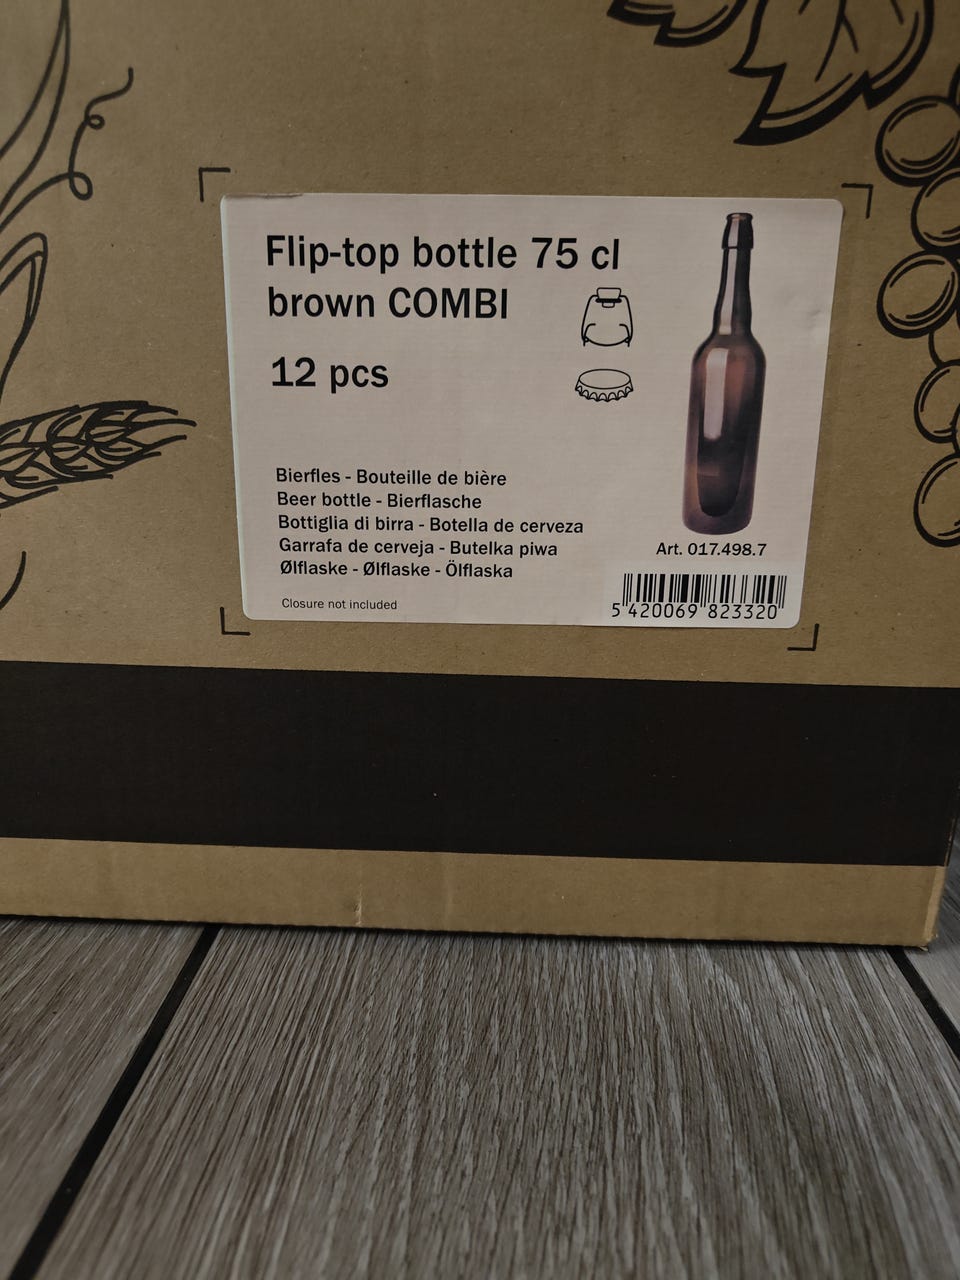 Flip-top bottle 75 cl
brown COMBI
12 pcs
Bierfles - Bouteille de bière
Beer bottle - Bierflasche
Bottiglia di birra - Botella de cerveza
Garrafa de cerveja - Butelka piwa
Ølflaske - Ølflaske - Ölflaska
Closure not included
Art. 017.498.7
5 420069 823320